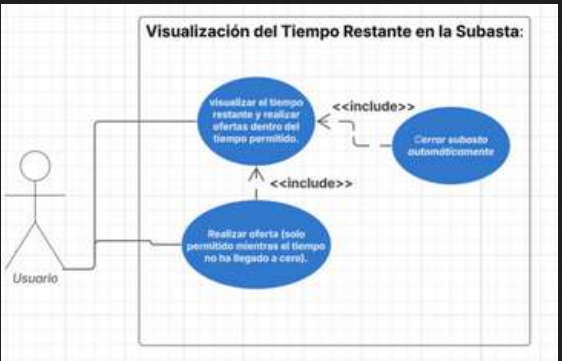 Visualización del Tiempo Restante en la Subasta:
visualizar el tiempo
restante y realizar
ofertas dentro del
tiempo permitido.
<<include>>
Cerrar subasta
automáticamente
<<include>>
Realizar oferta (solo
permitido mientras el tiempo
no ha llegado a cero).
Usuario